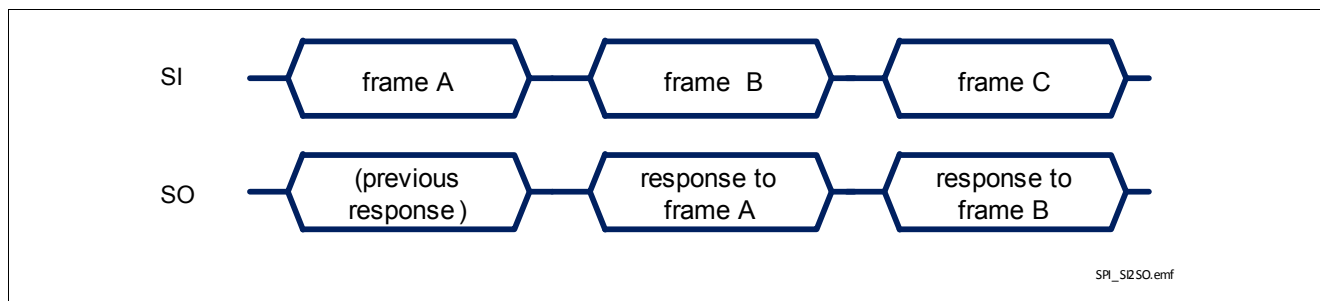 SI
frame A
frame B
frame C
SO
(previous
response)
response to
frame A
response to
frame B
SPI_SI2SO.emf